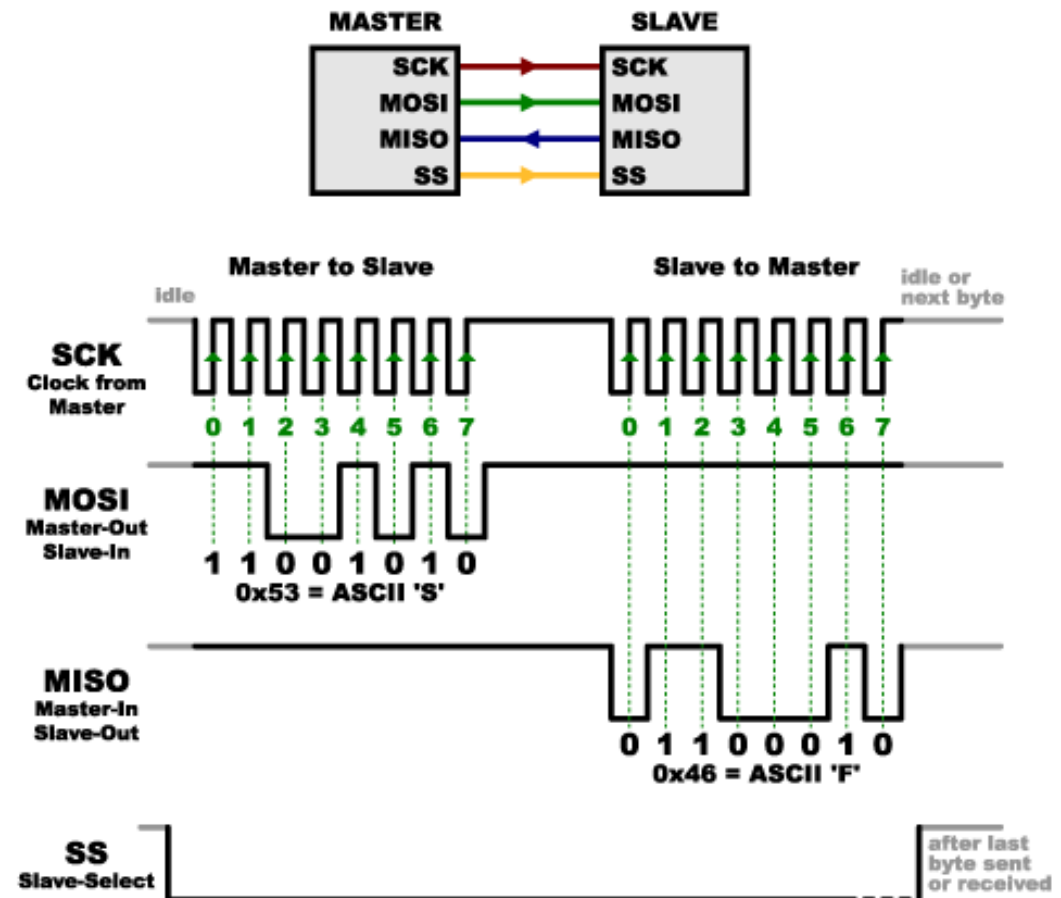 MASTER SLAVE
SCK SCK
MOSI MOSI
MISO MISO
SS SS
Master to Slave Slave to Master
idle
idle or
next byte
SCK
Clock from
Master
0 1 2 3 4 5 6 7 0 1 2 3 4 5 6 7
MOSI
Master-Out
Slave-In
1 1 0 0 1 0 1 0
0x53 = ASCII 'S'
MISO
Master-In
Slave-Out
0 1 1 0 0 0 1 0
0x46 = ASCII 'F'
SS
Slave-Select
after last
byte sent
or received